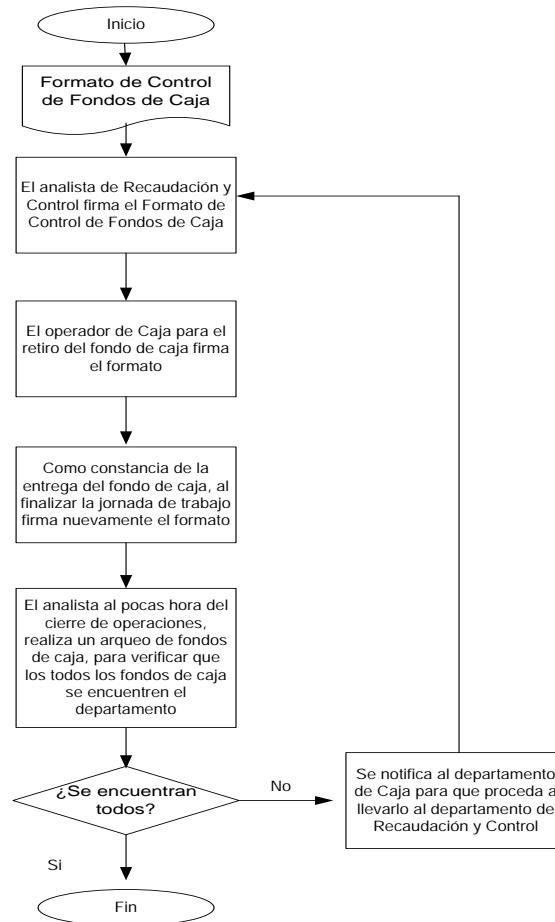 Inicio
Formato de Control
de Fondos de Caja
El analista de Recaudación y
Control firma el Formato de
Control de Fondos de Caja
El operador de Caja para el
retiro del fondo de caja firma
el formato
Como constancia de la
entrega del fondo de caja, al
finalizar la jornada de trabajo
firma nuevamente el formato
El analista al pocas hora del
cierre de operaciones,
realiza un arqueo de fondos
de caja, para verificar que
los todos los fondos de caja
se encuentren el
departamento
¿Se encuentran
todos?
No
Se notifica al departamento
de Caja para que proceda a
llevarlo al departamento de
Recaudación y Control
Si
Fin